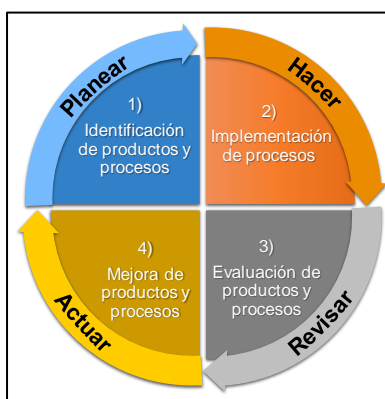 Planear
1)
Identificación
de productos y
procesos
Hacer
2)
Implementación
de procesos
Revisar
3)
Evaluación de
productos y
procesos
Actuar
4)
Mejora de
productos y
procesos